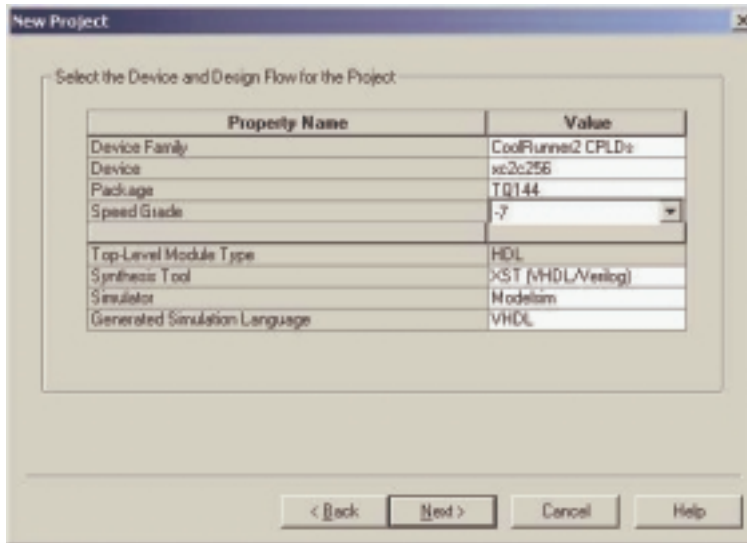 New Project
Select the Device and Design Flow for the Project
Property Name Value
Device Family CoolRunner2 CPLDs
Device xc2c256
Package TQ144
Speed Grade -7
Top-Level Module Type HDL
Synthesis Tool XST (VHDL/Verilog)
Simulator Modelsim
Generated Simulation Language VHDL
< Back Next > Cancel Help